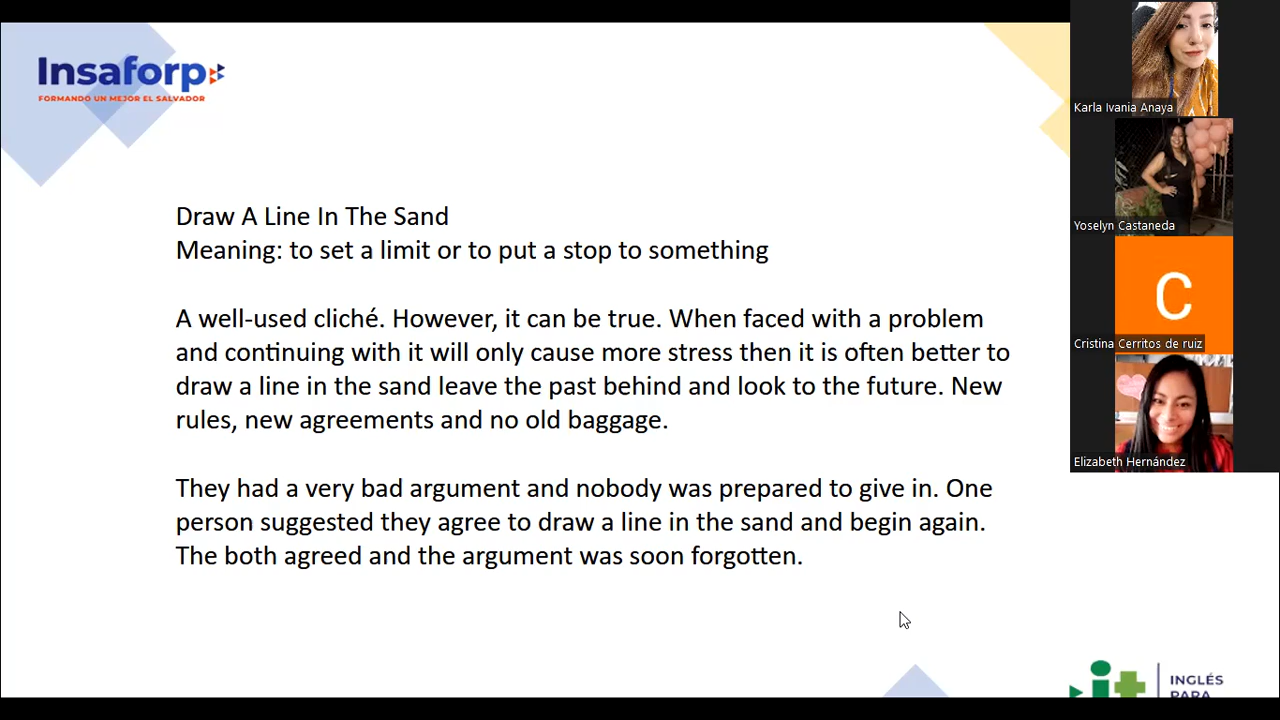 Insaforp
FORMANDO UN MEJOR EL SALVADOR
Draw A Line In The Sand
Meaning: to set a limit or to put a stop to something
A well-used cliché. However, it can be true. When faced with a problem
and continuing with it will only cause more stress then it is often better to
draw a line in the sand leave the past behind and look to the future. New
rules, new agreements and no old baggage.
They had a very bad argument and nobody was prepared to give in. One
person suggested they agree to draw a line in the sand and begin again.
The both agreed and the argument was soon forgotten.
Karla Ivania Anaya
Yoselyn Castaneda
C
Cristina Cerritos de ruiz
Elizabeth Hernández
it
INGLÉS
PARA